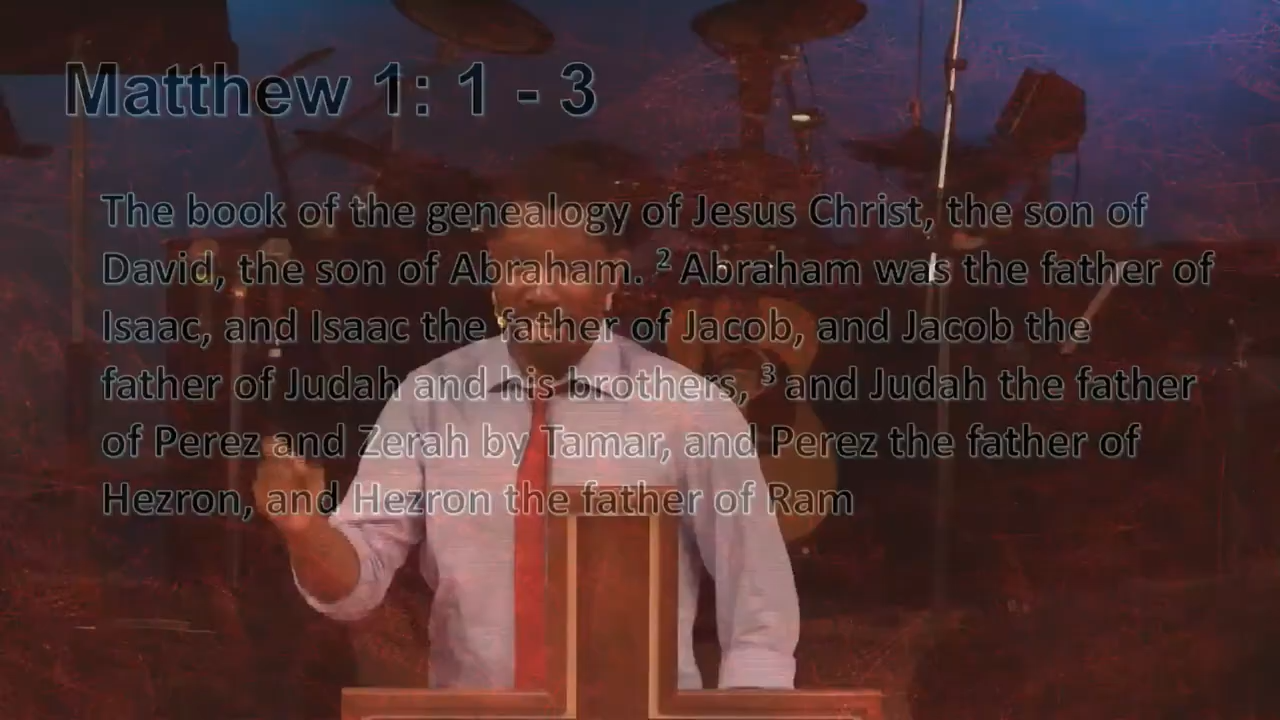 Matthew 1: 1 - 3
The book of the genealogy of Jesus Christ, the son of
David, the son of Abraham. ² Abraham was the father of
Isaac, and Isaac the father of Jacob, and Jacob the
father of Judah and his brothers, ³ and Judah the father
of Perez and Zerah by Tamar, and Perez the father of
Hezron, and Hezron the father of Ram